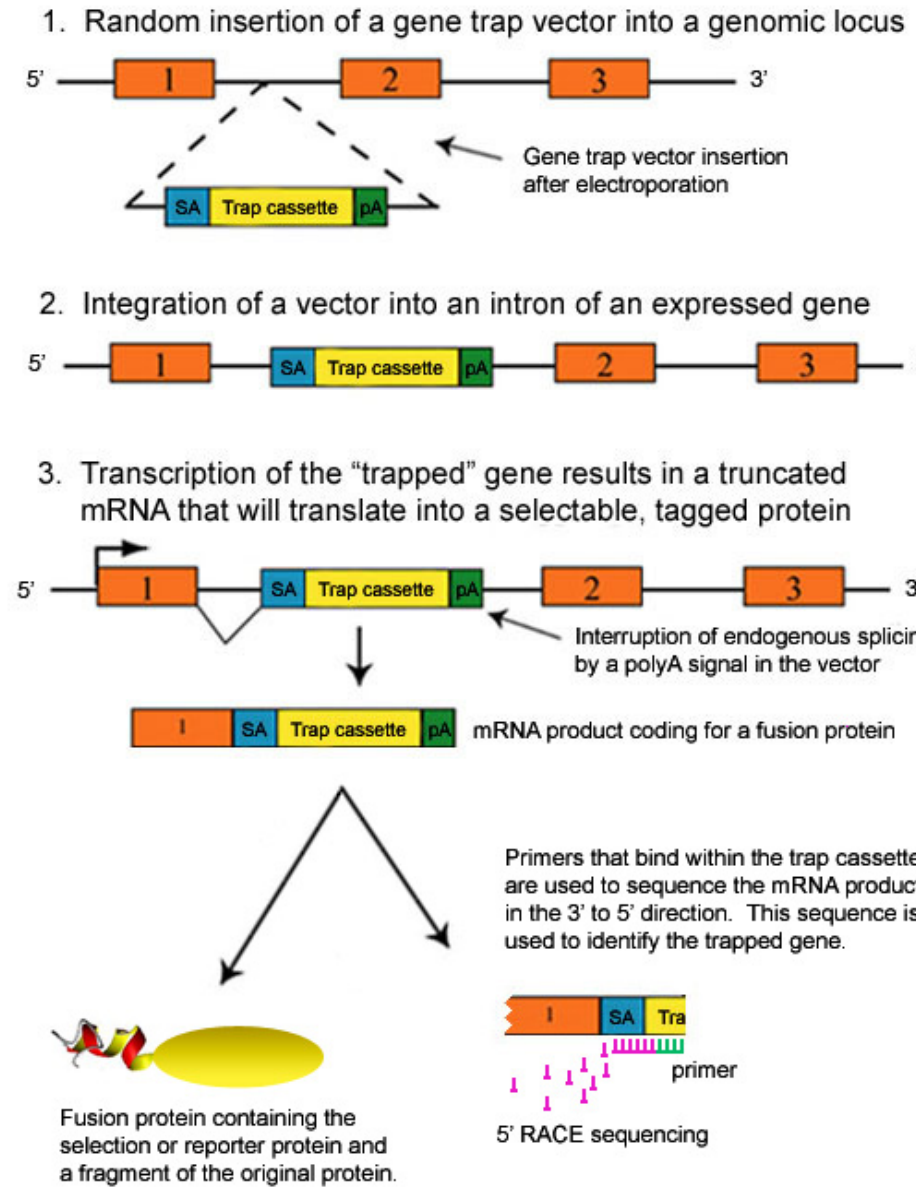 1. Random insertion of a gene trap vector into a genomic locus
5’ 1 2 3 3’
Gene trap vector insertion
after electroporation
SA Trap cassette pA
2. Integration of a vector into an intron of an expressed gene
5’ 1 SA Trap cassette pA 2 3
3. Transcription of the “trapped” gene results in a truncated
mRNA that will translate into a selectable, tagged protein
5’ 1 SA Trap cassette pA 2 3 3
Interruption of endogenous splicin
by a polyA signal in the vector
1 SA Trap cassette pA mRNA product coding for a fusion protein
Primers that bind within the trap cassette
are used to sequence the mRNA product
in the 3’ to 5’ direction. This sequence is
used to identify the trapped gene.
1 SA Tra
primer
5’ RACE sequencing
Fusion protein containing the
selection or reporter protein and
a fragment of the original protein.